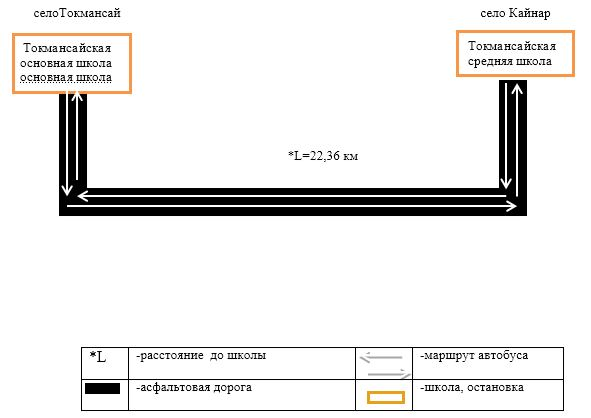 селоТокмансай
село Кайнар
Токмансайская
основная школа
основная школа
Токмансайская
средняя школа
*L=22,36 км
*L
-расстояние до школы
-маршрут автобуса
-асфальтовая дорога
-школа, остановка